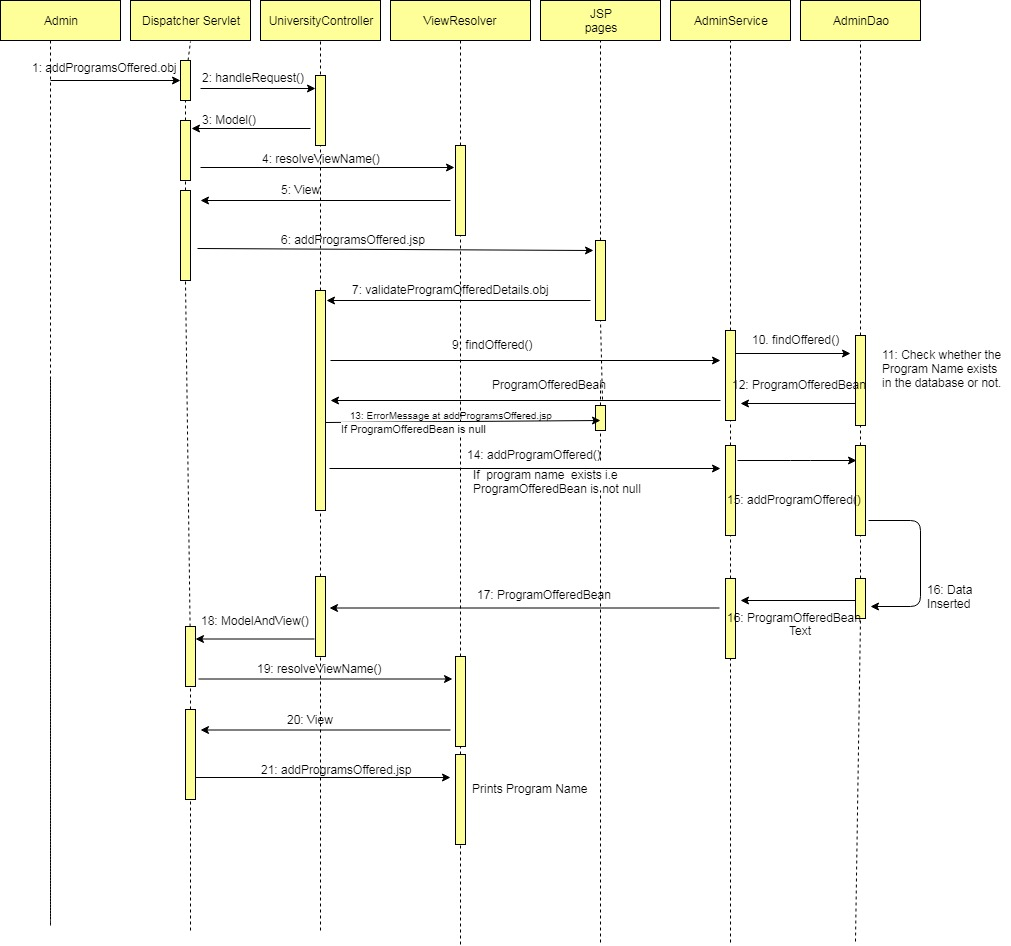 Admin
Dispatcher Servlet
UniversityController
ViewResolver
JSP
pages
AdminService
AdminDao
1: addProgramsOffered.obj
2: handleRequest()
3: Model()
4: resolveViewName()
5: View
6: addProgramsOffered.jsp
7: validateProgramOfferedDetails.obj
9: findOffered()
10. findOffered()
11: Check whether the
Program Name exists
in the database or not.
ProgramOfferedBean
12: ProgramOfferedBean
13: ErrorMessage at addProgramsOffered.jsp
If ProgramOfferedBean is null
14: addProgramOffered()
If program name exists i.e
ProgramOfferedBean is not null
15: addProgramOffered()
16: Data
Inserted
17: ProgramOfferedBean
16: ProgramOfferedBean
Text
18: ModelAndView()
19: resolveViewName()
20: View
21: addProgramsOffered.jsp
Prints Program Name